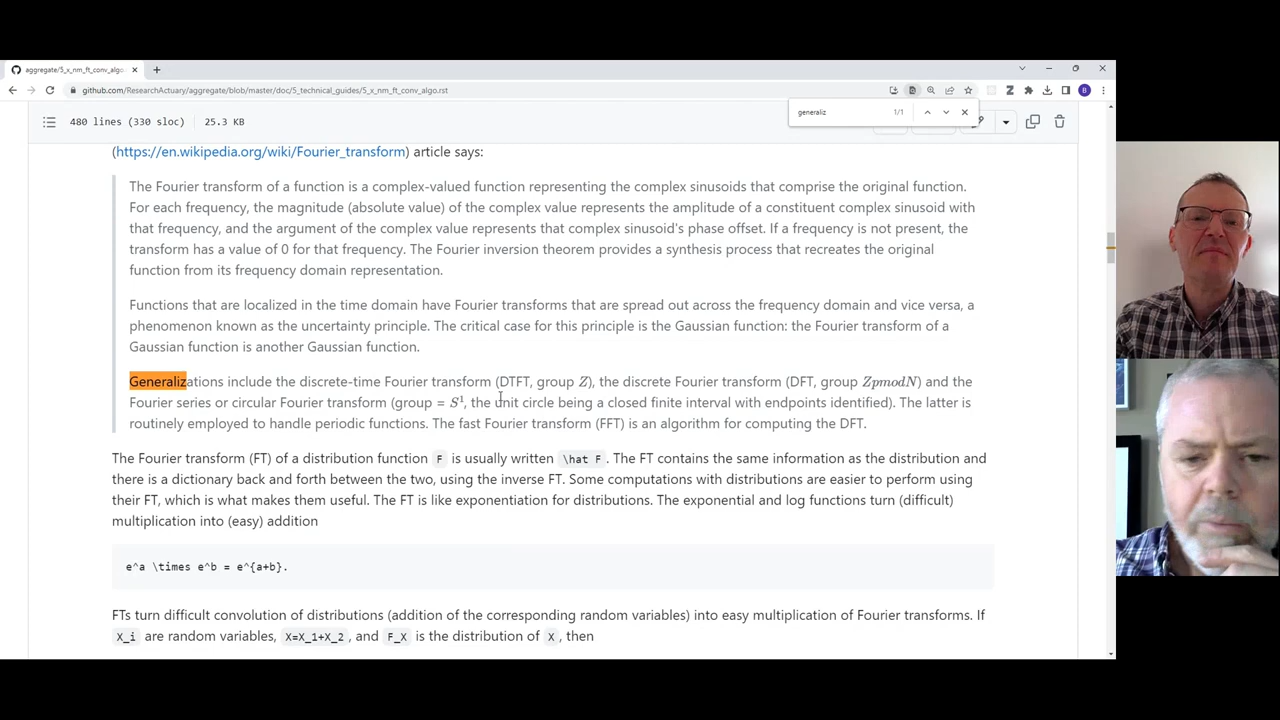 aggregate/5_x_nm_ft_conv_algo.
github.com/ResearchActuary/aggregate/blob/master/doc/5_technical_guides/5_x_nm_ft_conv_algo.rst
B
generaliz 1/1
480 lines (330 sloc) 25.3 KB
(https://en.wikipedia.org/wiki/Fourier_transform) article says:
The Fourier transform of a function is a complex-valued function representing the complex sinusoids that comprise the original function.
For each frequency, the magnitude (absolute value) of the complex value represents the amplitude of a constituent complex sinusoid with
that frequency, and the argument of the complex value represents that complex sinusoid's phase offset. If a frequency is not present, the
transform has a value of 0 for that frequency. The Fourier inversion theorem provides a synthesis process that recreates the original
function from its frequency domain representation.
Functions that are localized in the time domain have Fourier transforms that are spread out across the frequency domain and vice versa, a
phenomenon known as the uncertainty principle. The critical case for this principle is the Gaussian function: the Fourier transform of a
Gaussian function is another Gaussian function.
Generalizations include the discrete-time Fourier transform (DTFT, group Z), the discrete Fourier transform (DFT, group ZpmodN) and the
Fourier series or circular Fourier transform (group = S¹, the unit circle being a closed finite interval with endpoints identified). The latter is
routinely employed to handle periodic functions. The fast Fourier transform (FFT) is an algorithm for computing the DFT.
The Fourier transform (FT) of a distribution function F is usually written \hat F. The FT contains the same information as the distribution and
there is a dictionary back and forth between the two, using the inverse FT. Some computations with distributions are easier to perform using
their FT, which is what makes them useful. The FT is like exponentiation for distributions. The exponential and log functions turn (difficult)
multiplication into (easy) addition
e^a \times e^b = e^{a+b}.
FTs turn difficult convolution of distributions (addition of the corresponding random variables) into easy multiplication of Fourier transforms. If
X_i are random variables, X=X_1+X_2, and F_X is the distribution of X, then